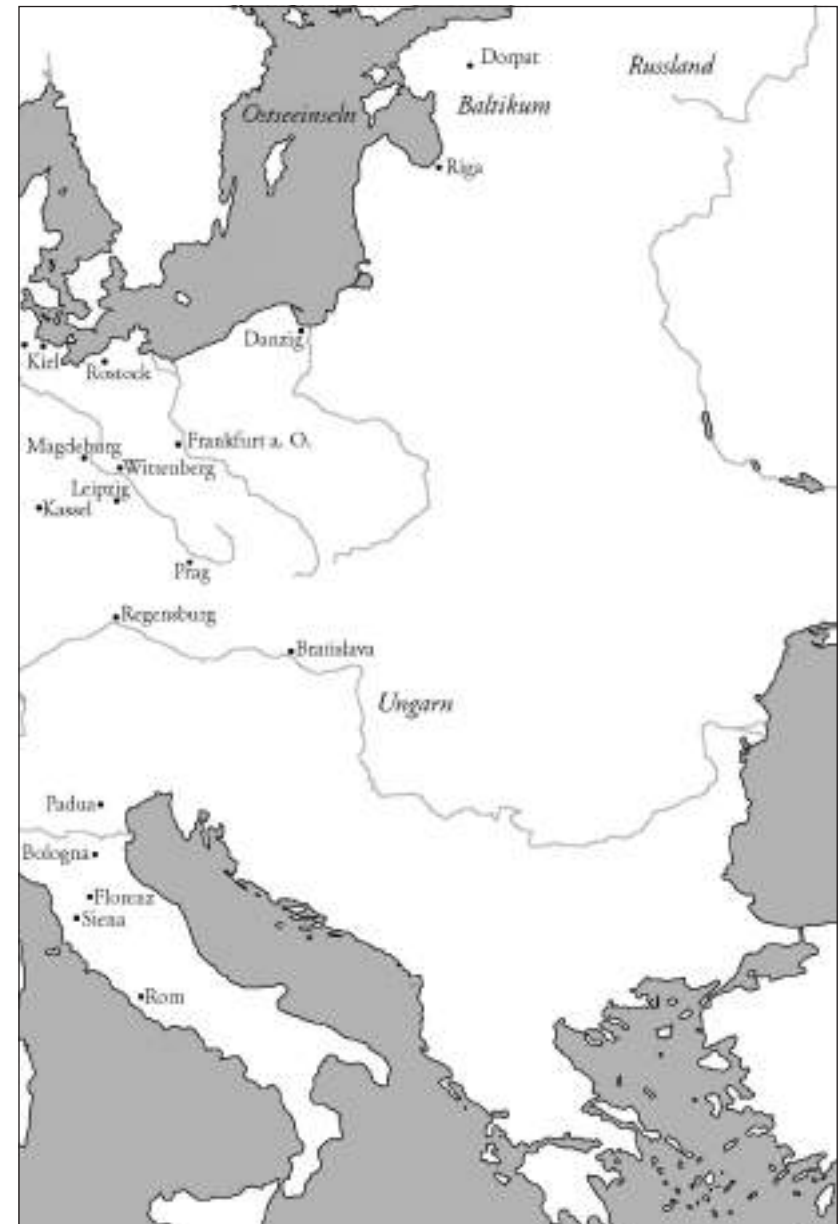 Dorpat
Russland
Ostseeinseln
Baltikum
Riga
Danzig
Kiel
Rostock
Frankfurt a. O.
Magdeburg
Wittenberg
Leipzig
Kassel
Prag
Regensburg
Bratislava
Ungarn
Padua
Bologna
Florenz
Siena
Rom